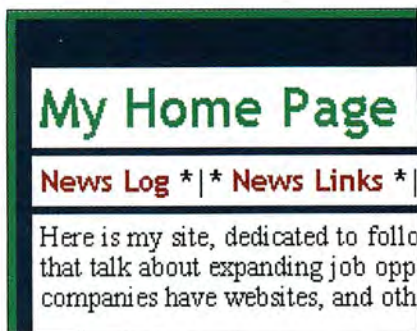 My Home Page
News Log *|* News Links *|
Here is my site, dedicated to follo
that talk about expanding job opp
companies have websites, and oth